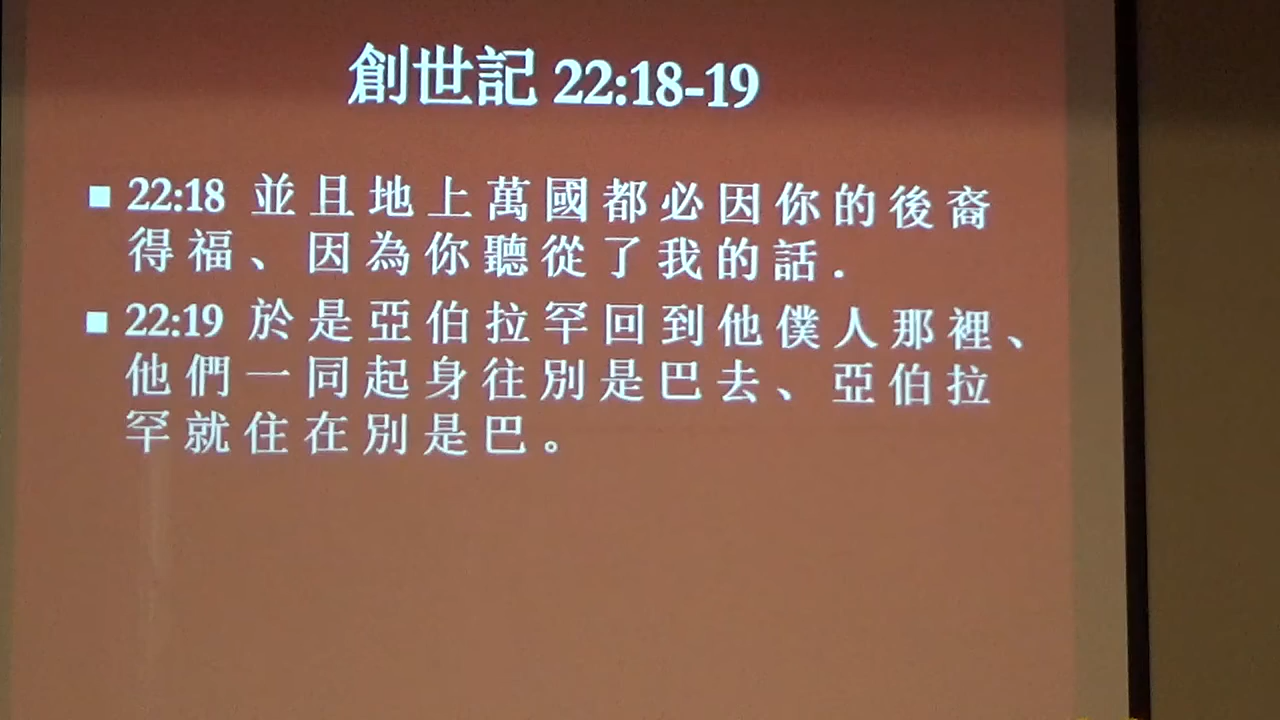 創世記 22:18-19
■ 22:18 並且地上萬國都必因你的後裔
得福、因為你聽從了我的話.
■ 22:19 於是亞伯拉罕回到他僕人那裡、
他們一同起身往別是巴去、亞伯拉
罕就住在別是巴。